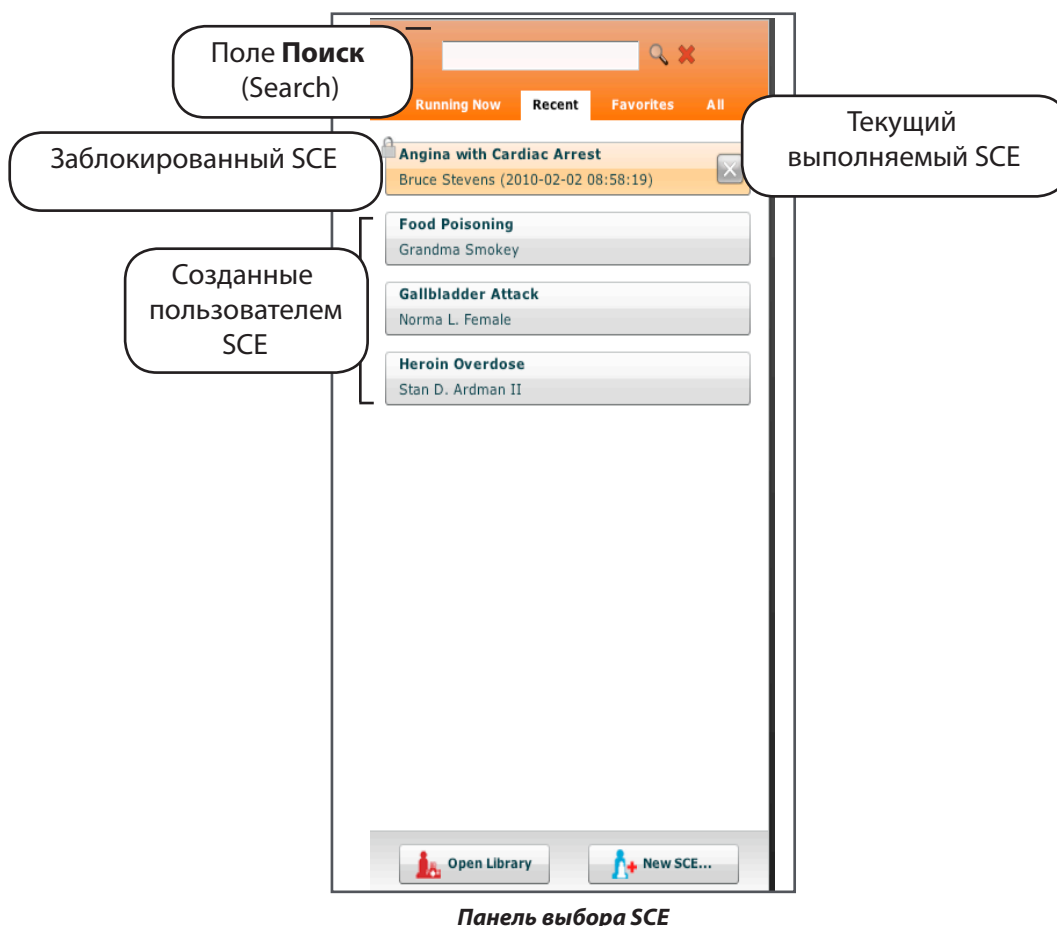 Поле Поиск
(Search)
Running Now Recent Favorites All
Текущий
выполняемый SCE
Заблокированный SCE
Angina with Cardiac Arrest
Bruce Stevens (2010-02-02 08:58:19)
Food Poisoning
Grandma Smokey
Созданные
пользователем
SCE
Gallbladder Attack
Norma L. Female
Heroin Overdose
Stan D. Ardman II
Open Library
New SCE...
Панель выбора SCE